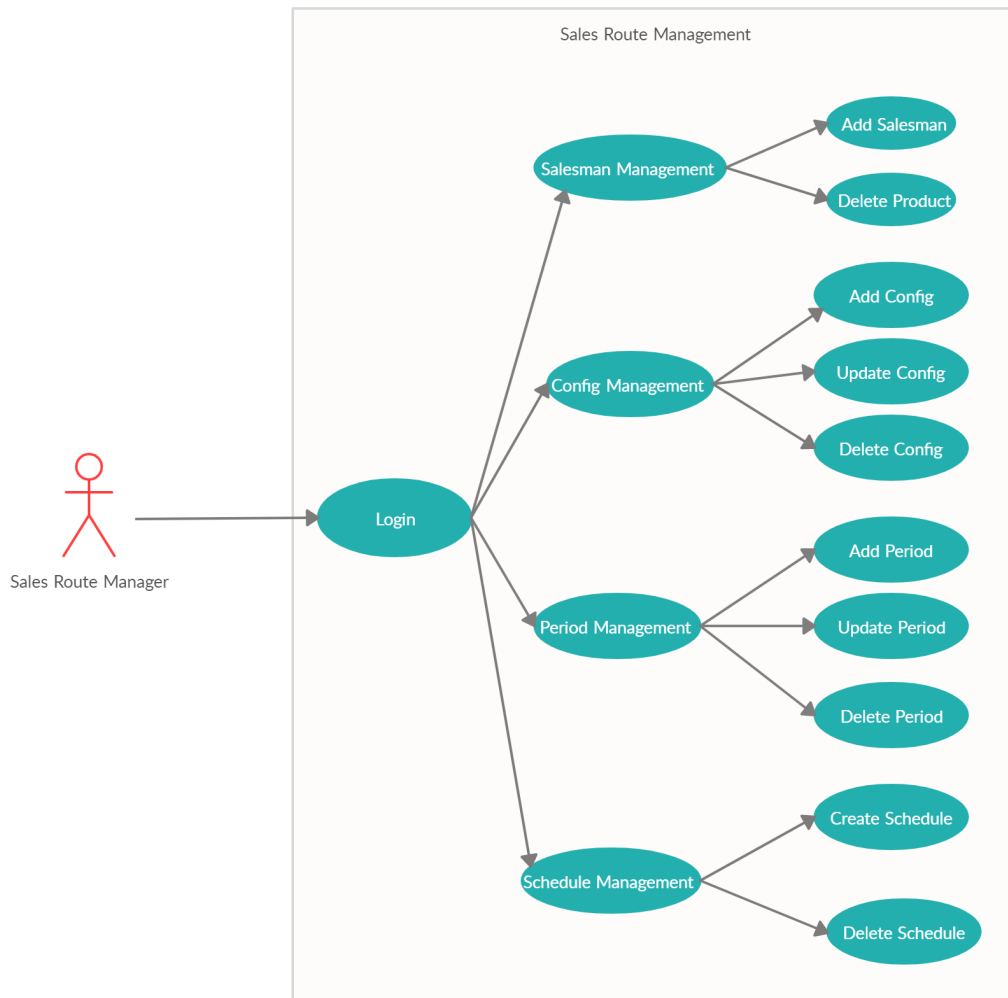 Sales Route Management
Add Salesman
Salesman Management
Delete Product
Add Config
Update Config
Config Management
Delete Config
Login
Sales Route Manager
Add Period
Update Period
Period Management
Delete Period
Create Schedule
Schedule Management
Delete Schedule